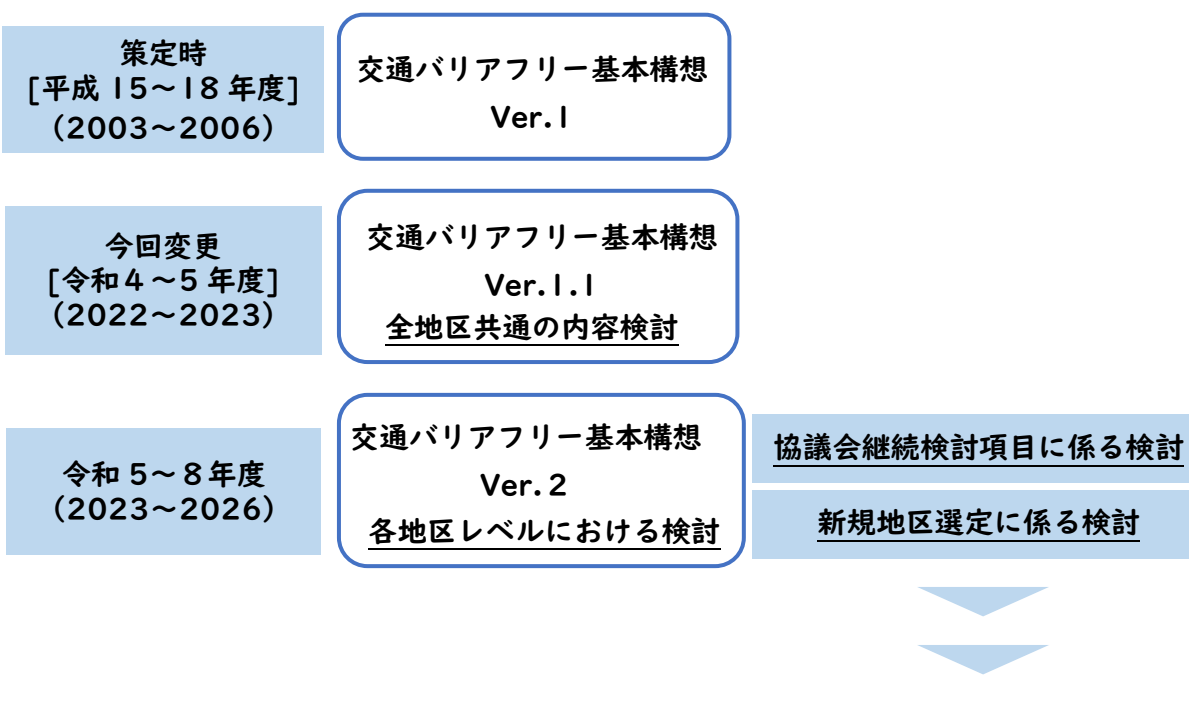 策定時
[平成 15～18 年度]
（2003～2006）
交通バリアフリー基本構想
Ver.1
今回変更
[令和４～5 年度]
（2022～2023）
交通バリアフリー基本構想
Ver.1.1
全地区共通の内容検討
令和 5～８年度
（2023～2026）
交通バリアフリー基本構想
Ver.２
各地区レベルにおける検討
協議会継続検討項目に係る検討
新規地区選定に係る検討